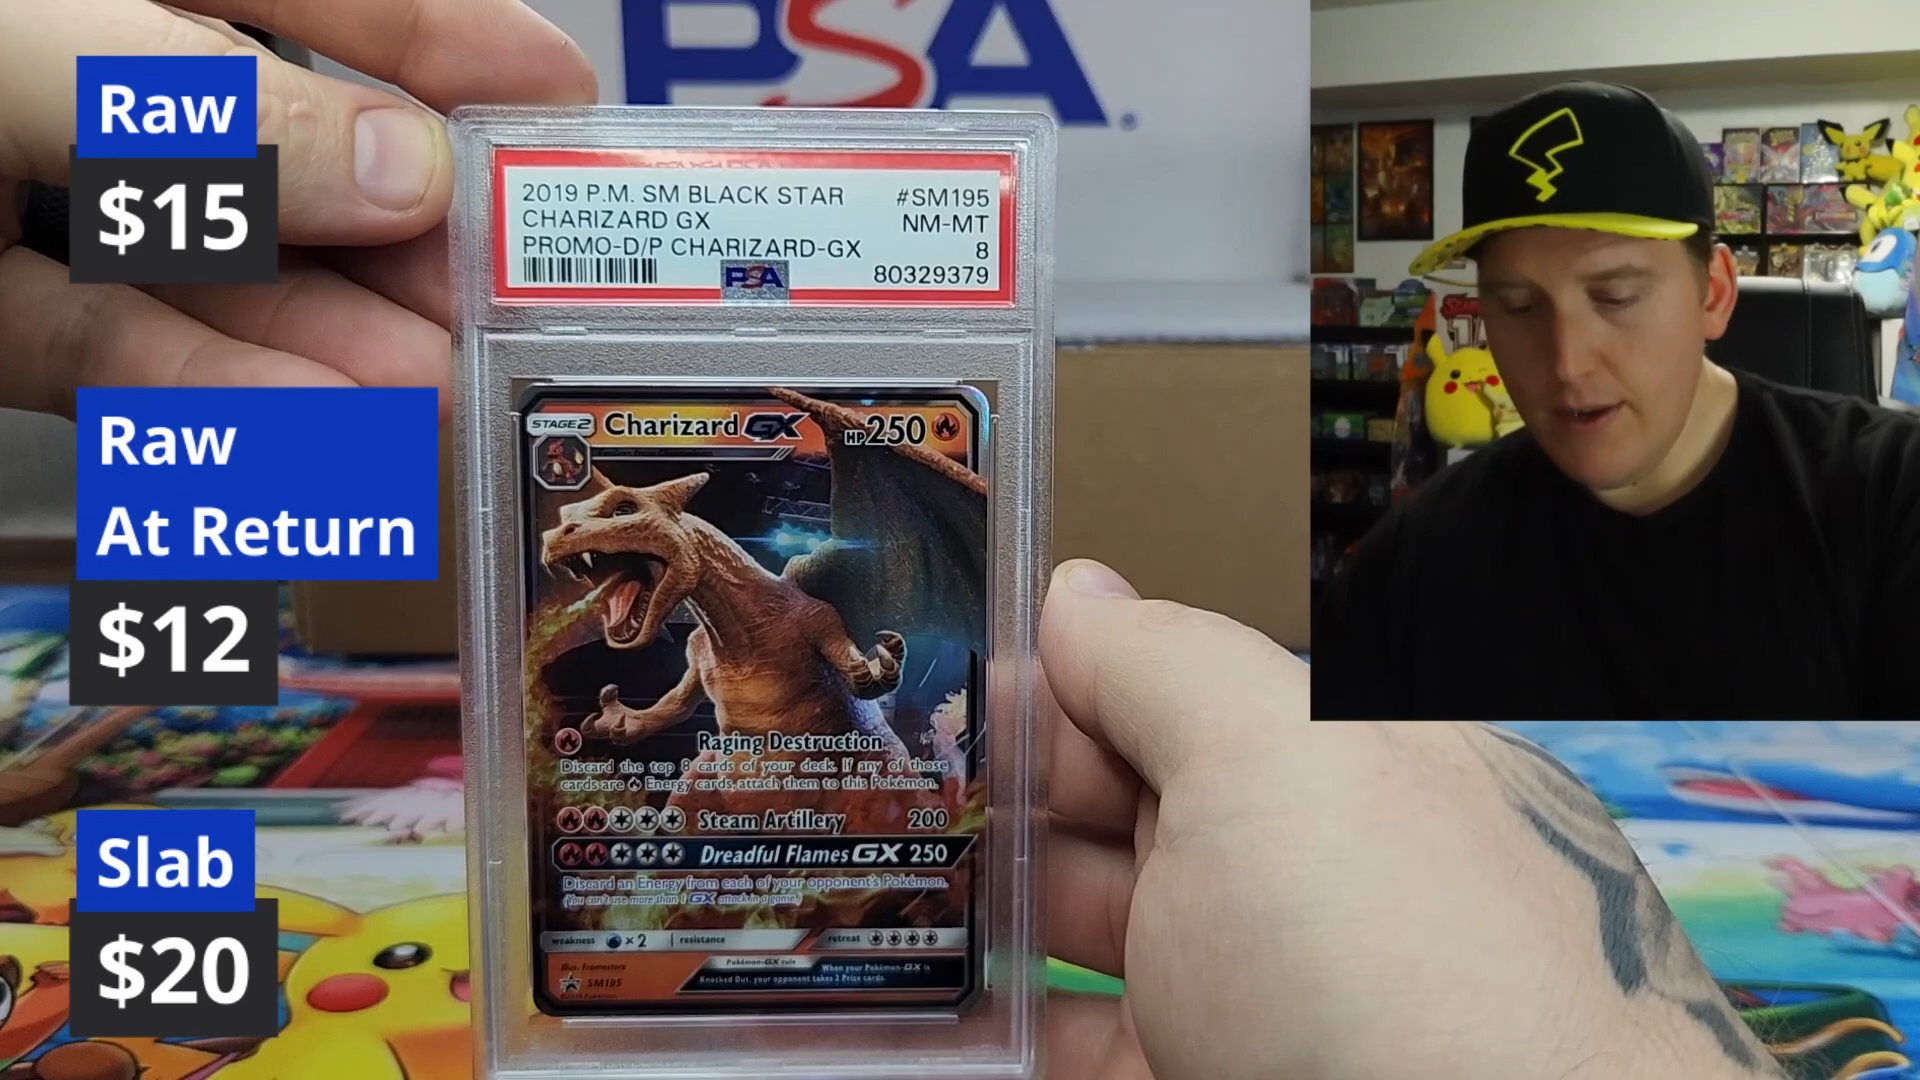 Raw
$15
Raw
At Return
$12
Slab
$20
PSA
2019 P.M. SM BLACK STAR #SM195
CHARIZARD GX NM-MT
PROMO-D/P CHARIZARD-GX 8
PSA 80329379
STAGE 2 Charizard GX HP 250
Raging Destruction
Discard the top 8 cards of your deck. If any of those
cards are Energy cards, attach them to this Pokémon.
Steam Artillery 200
Dreadful Flames GX 250
Discard an Energy from each of your opponent's Pokémon.
(You can't use more than 1 GX attack in a game.)
weakness ×2 resistance retreat
Pokémon-GX rule When your Pokémon-GX is
Knocked Out, your opponent takes 2 Prize cards.
Illus. Framestore
SM195